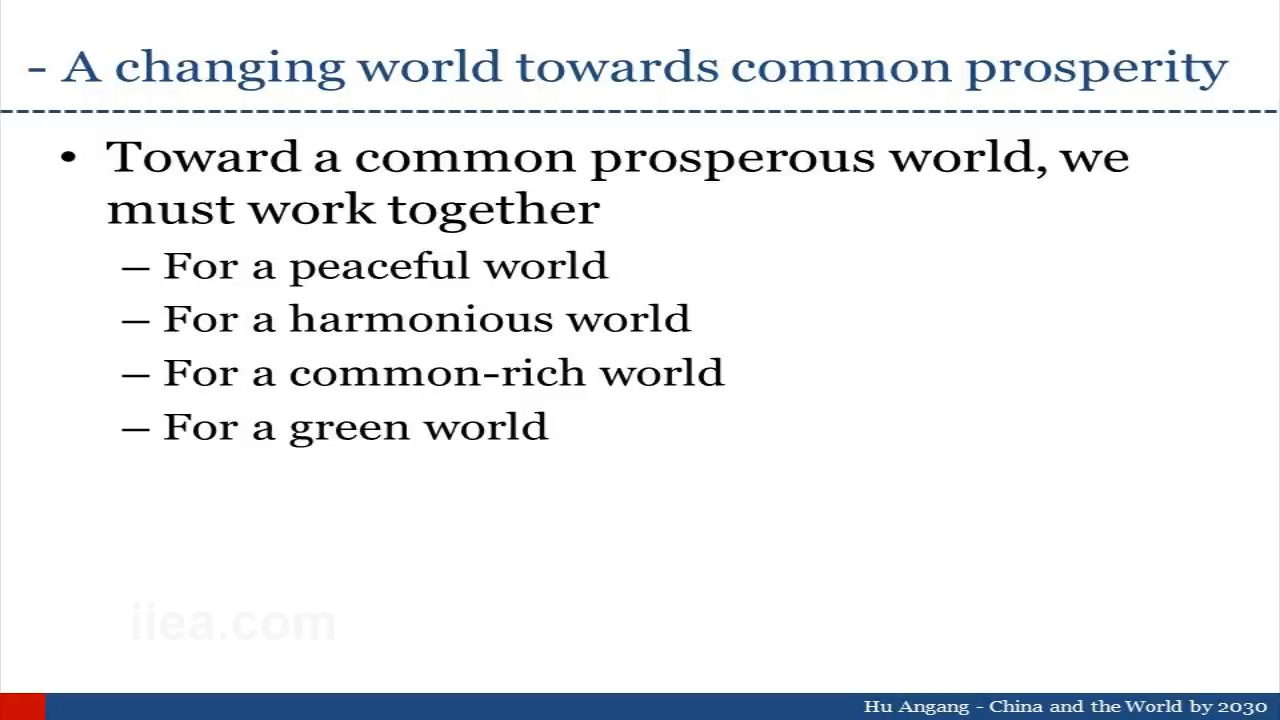 - A changing world towards common prosperity
• Toward a common prosperous world, we
must work together
– For a peaceful world
– For a harmonious world
– For a common-rich world
– For a green world
iiea.com
Hu Angang - China and the World by 2030